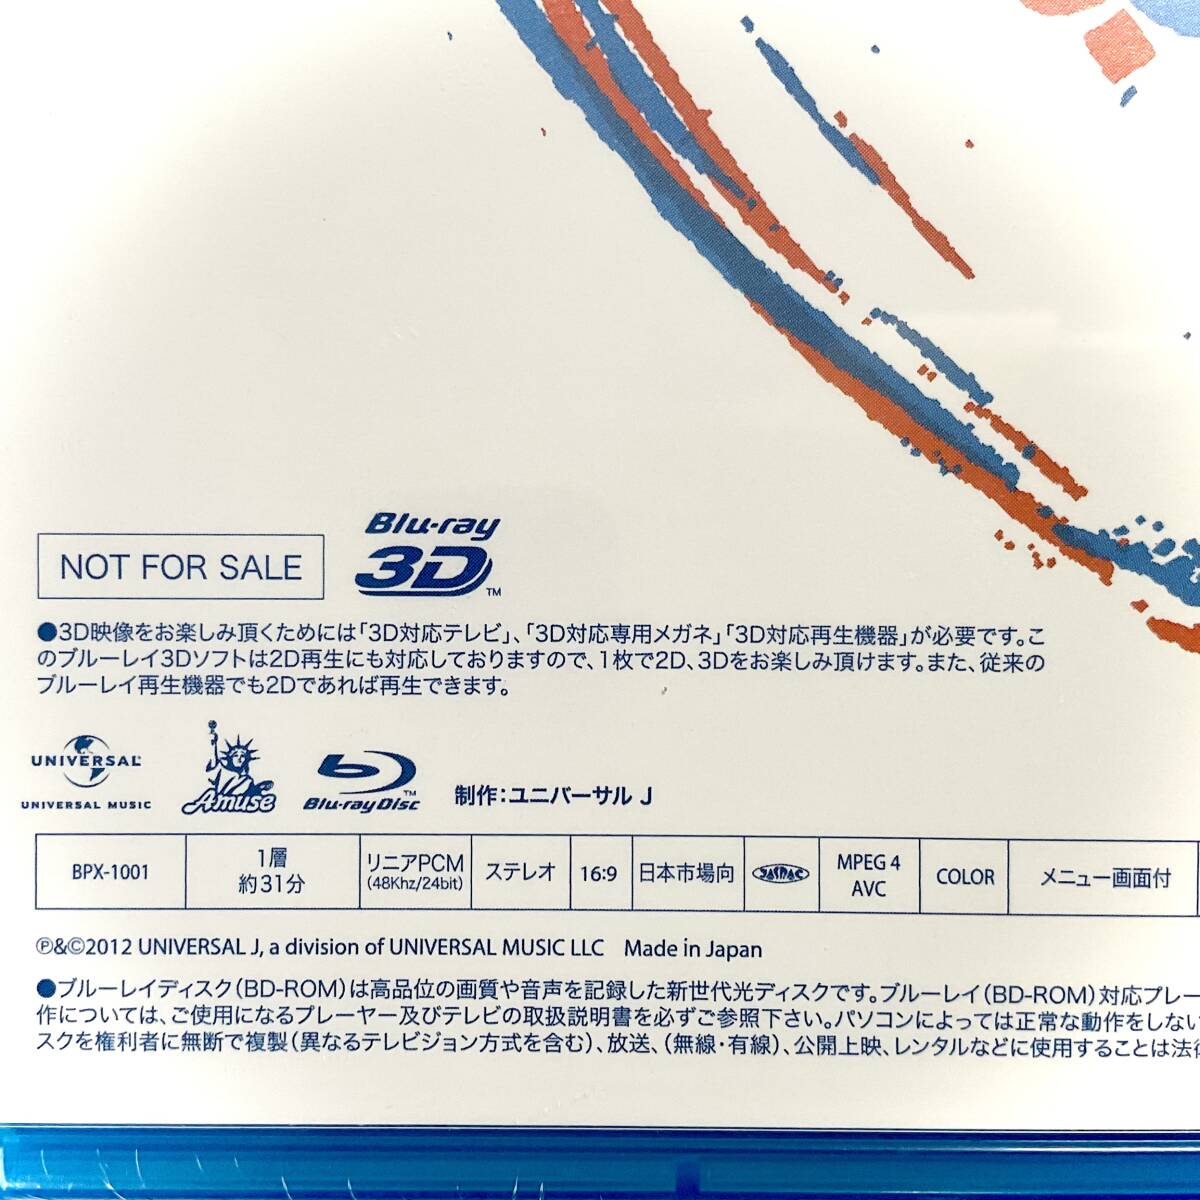 NOT FOR SALE
Blu-ray
3D™
●3D映像をお楽しみ頂くためには「3D対応テレビ」、「3D対応専用メガネ」「3D対応再生機器」が必要です。こ
のブルーレイ3Dソフトは2D再生にも対応しておりますので、1枚で2D、3Dをお楽しみ頂けます。また、従来の
ブルーレイ再生機器でも2Dであれば再生できます。
UNIVERSAL
UNIVERSAL MUSIC
Amuse
Blu-ray Disc™
制作:ユニバーサル J
BPX-1001
1層
約31分
リニアPCM
(48Khz/24bit)
ステレオ
16:9
日本市場向
JASRAC
MPEG 4
AVC
COLOR
メニュー画面付
℗&©2012 UNIVERSAL J, a division of UNIVERSAL MUSIC LLC Made in Japan
●ブルーレイディスク(BD-ROM)は高品位の画質や音声を記録した新世代光ディスクです。ブルーレイ(BD-ROM)対応プレー
作については、ご使用になるプレーヤー及びテレビの取扱説明書を必ずご参照下さい。パソコンによっては正常な動作をしない
スクを権利者に無断で複製(異なるテレビジョン方式を含む)、放送、(無線・有線)、公開上映、レンタルなどに使用することは法律